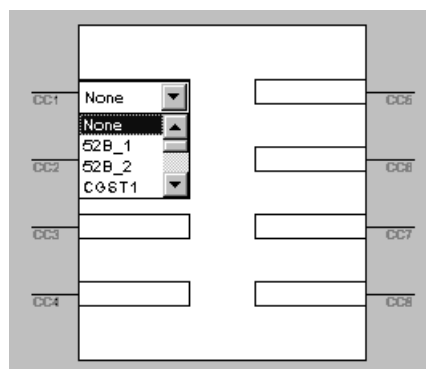 CC1 None CC5
None
52B_1
CC2 52B_2 CC6
CGST1
CC3 CC7
CC4 CC8